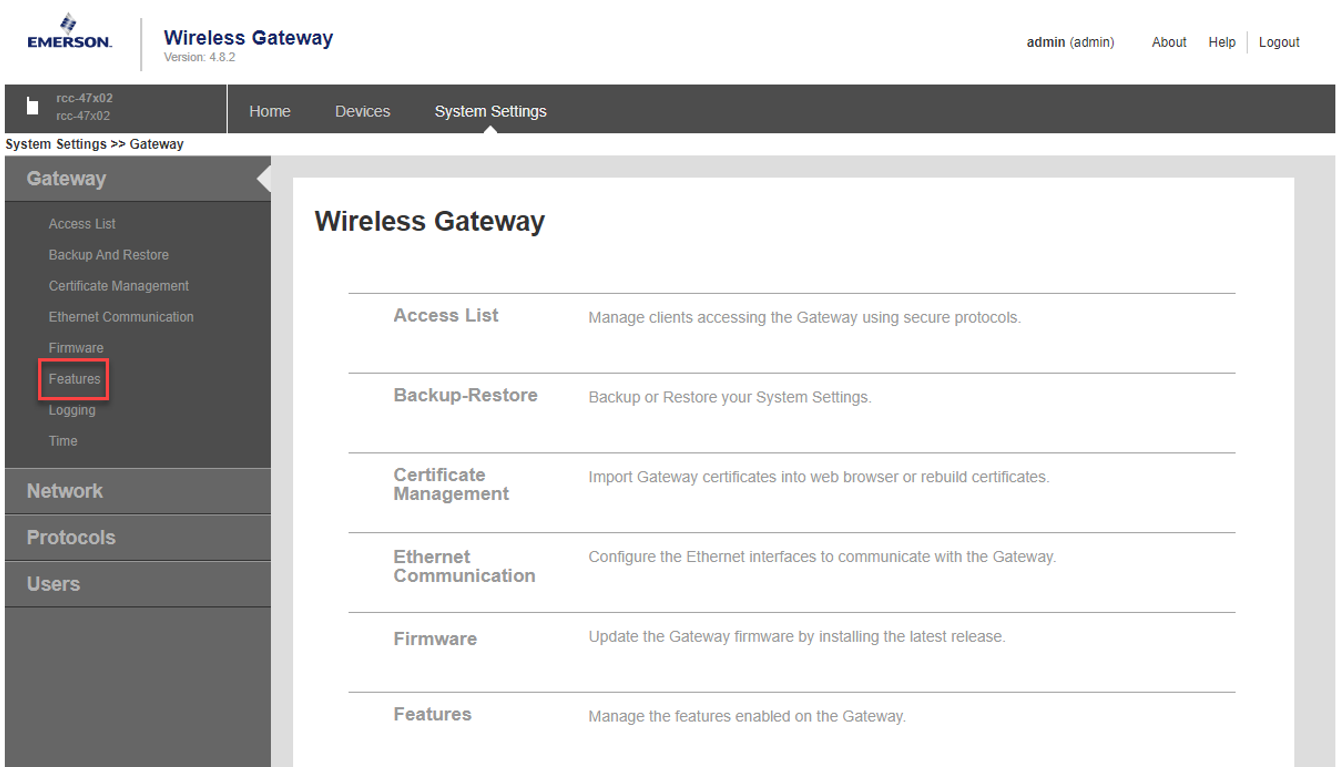 EMERSON.
Wireless Gateway
Version: 4.8.2
admin (admin) About Help Logout
rcc-47x02
rcc-47x02
Home Devices System Settings
System Settings >> Gateway
Gateway
Access List
Backup And Restore
Certificate Management
Ethernet Communication
Firmware
Features
Logging
Time
Network
Protocols
Users
Wireless Gateway
Access List Manage clients accessing the Gateway using secure protocols.
Backup-Restore Backup or Restore your System Settings.
Certificate Import Gateway certificates into web browser or rebuild certificates.
Management
Ethernet Configure the Ethernet interfaces to communicate with the Gateway.
Communication
Firmware Update the Gateway firmware by installing the latest release.
Features Manage the features enabled on the Gateway.